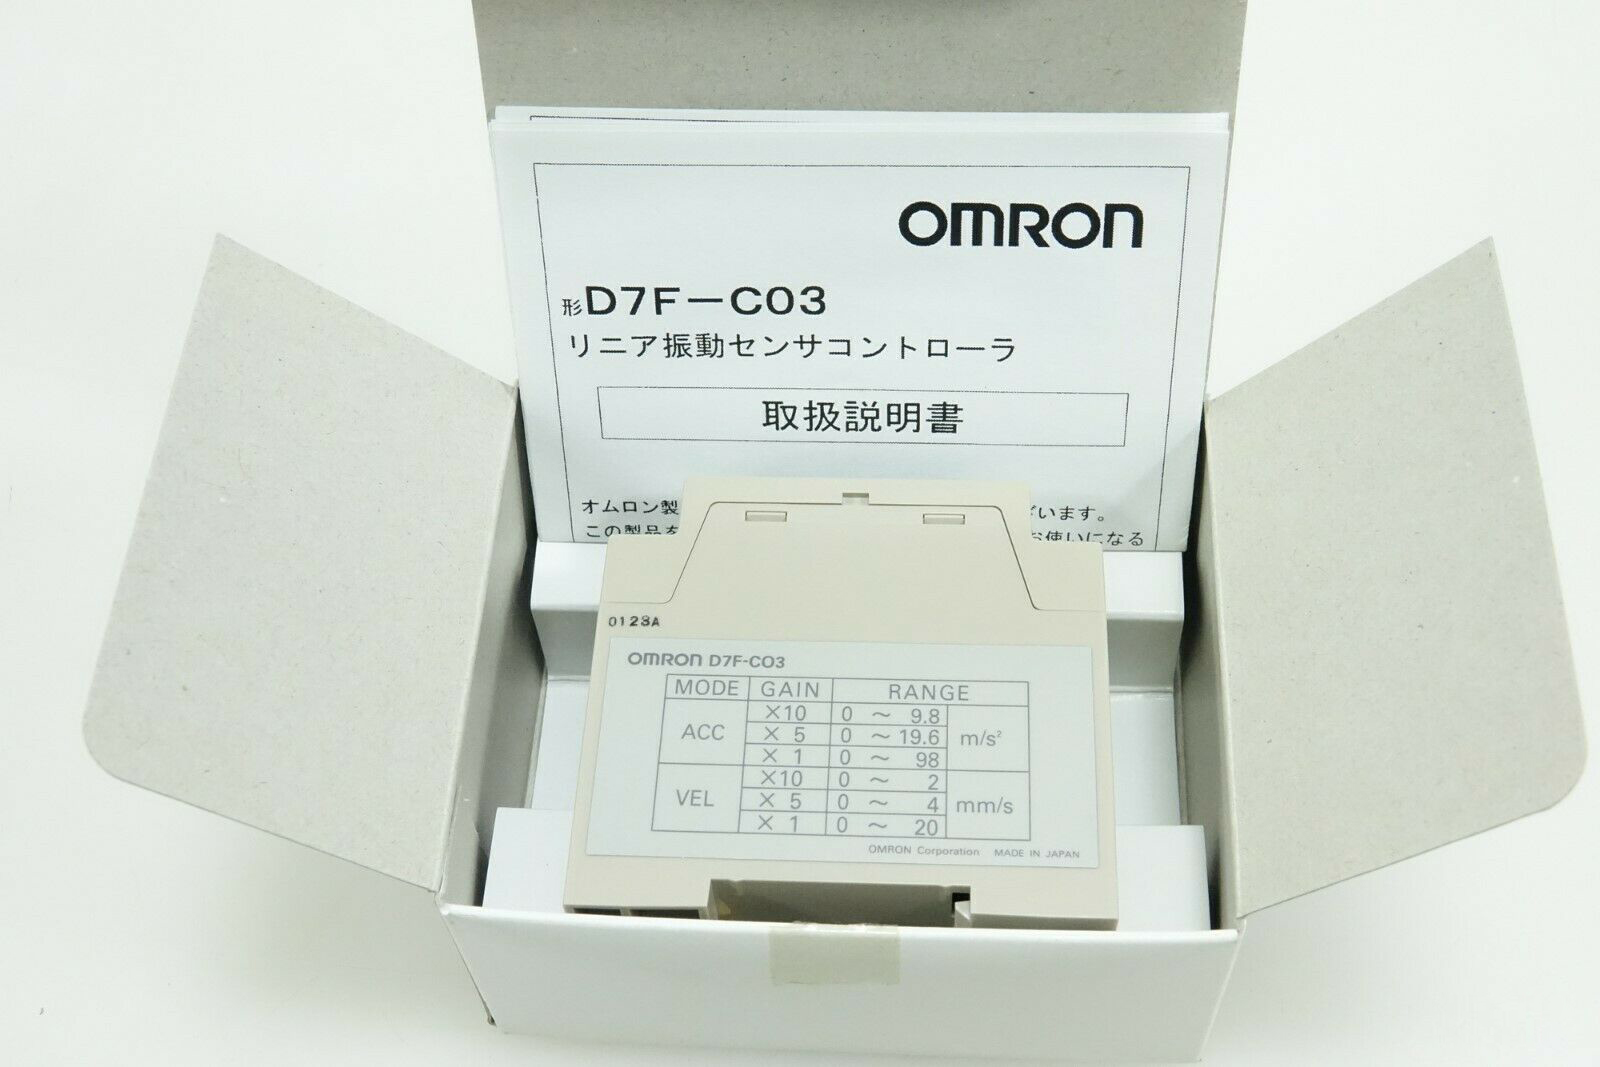 OMRON
形D7F-C03
リニア振動センサコントローラ
取扱説明書
オムロン製 います。
この製品を お使いになる
0123A
OMRON D7F-C03
MODE GAIN RANGE
ACC ×10 0 ~ 9.8 m/s²
× 5 0 ~ 19.6
× 1 0 ~ 98
VEL ×10 0 ~ 2 mm/s
× 5 0 ~ 4
× 1 0 ~ 20
OMRON Corporation MADE IN JAPAN